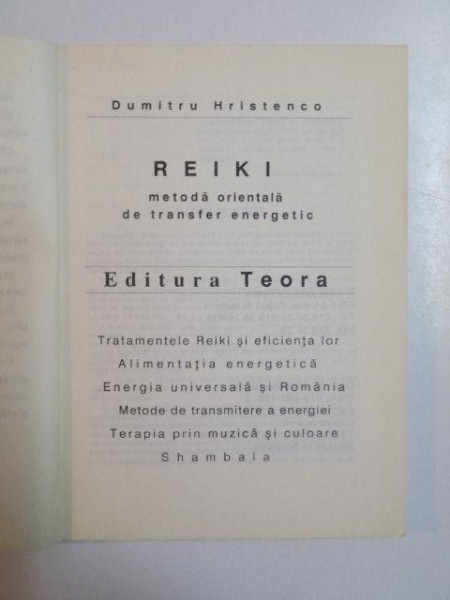 Dumitru Hristenco
REIKI
metodă orientală
de transfer energetic
Editura Teora
Tratamentele Reiki şi eficienţa lor
Alimentaţia energetică
Energia universală şi România
Metode de transmitere a energiei
Terapia prin muzică şi culoare
Shambala